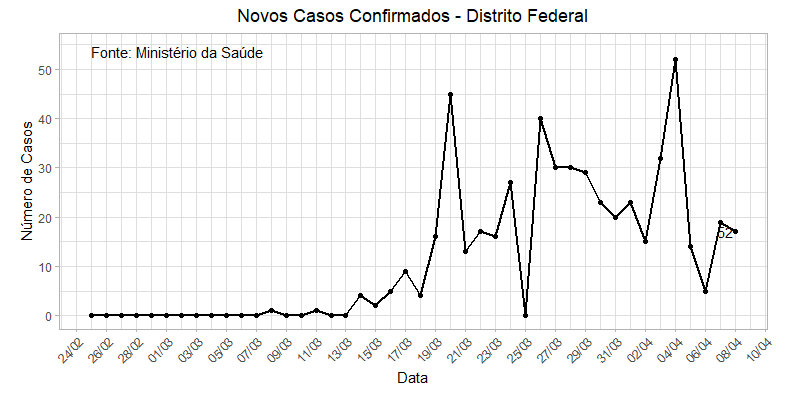 Novos Casos Confirmados - Distrito Federal
Fonte: Ministério da Saúde
Número de Casos
50
40
30
20
10
0
52
24/02 26/02 28/02 01/03 03/03 05/03 07/03 09/03 11/03 13/03 15/03 17/03 19/03 21/03 23/03 25/03 27/03 29/03 31/03 02/04 04/04 06/04 08/04 10/04
Data